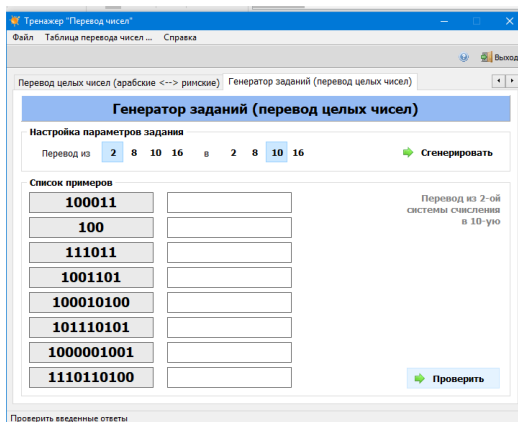 Тренажер "Перевод чисел"
Файл Таблица перевода чисел ... Справка
Выход
Перевод целых чисел (арабские <--> римские) Генератор заданий (перевод целых чисел)
Генератор заданий (перевод целых чисел)
Настройка параметров задания
Перевод из 2 8 10 16 в 2 8 10 16 Сгенерировать
Список примеров
100011
100
111011
1001101
100010100
101110101
1000001001
1110110100
Перевод из 2-ой
системы счисления
в 10-ую
Проверить
Проверить введенные ответы